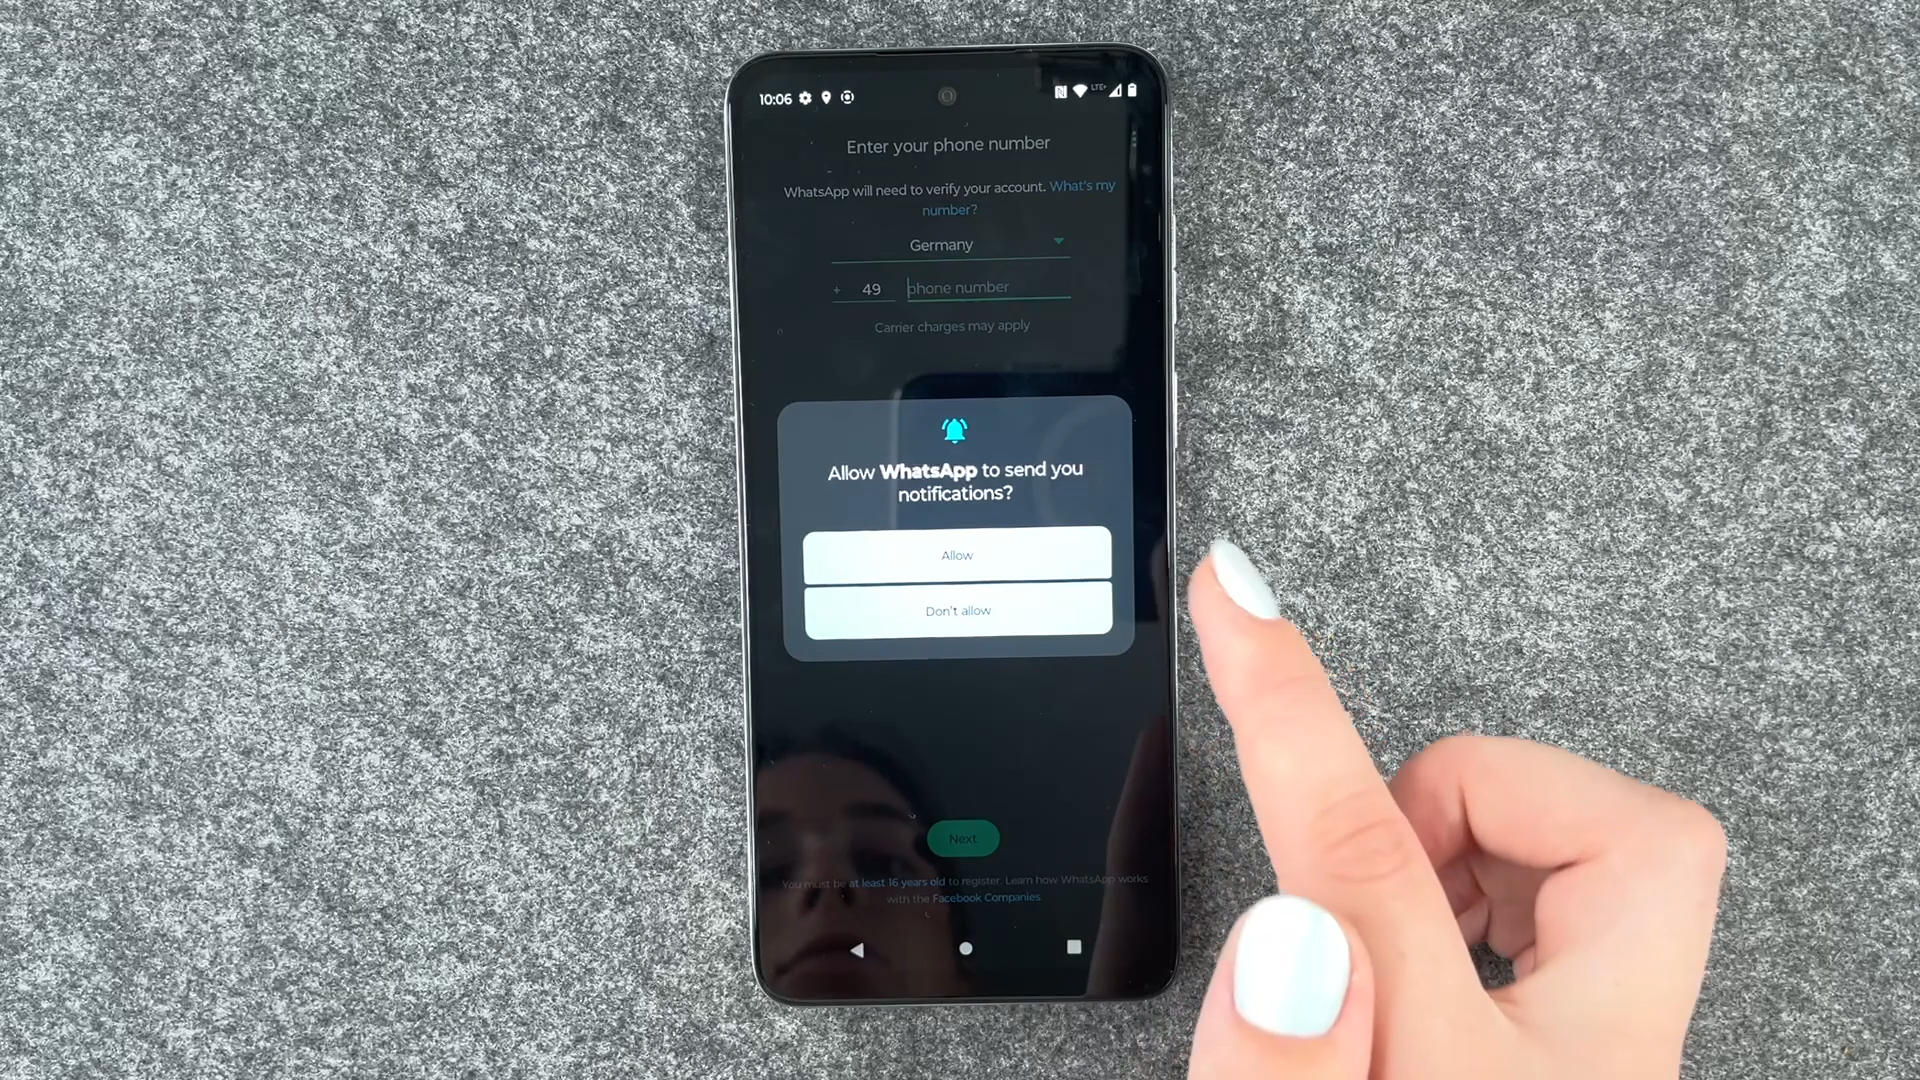 10:06
LTE+
Enter your phone number
WhatsApp will need to verify your account. What's my
number?
Germany
+ 49 phone number
Carrier charges may apply
Allow WhatsApp to send you
notifications?
Allow
Don't allow
Next
You must be at least 16 years old to register. Learn how WhatsApp works
with the Facebook Companies.